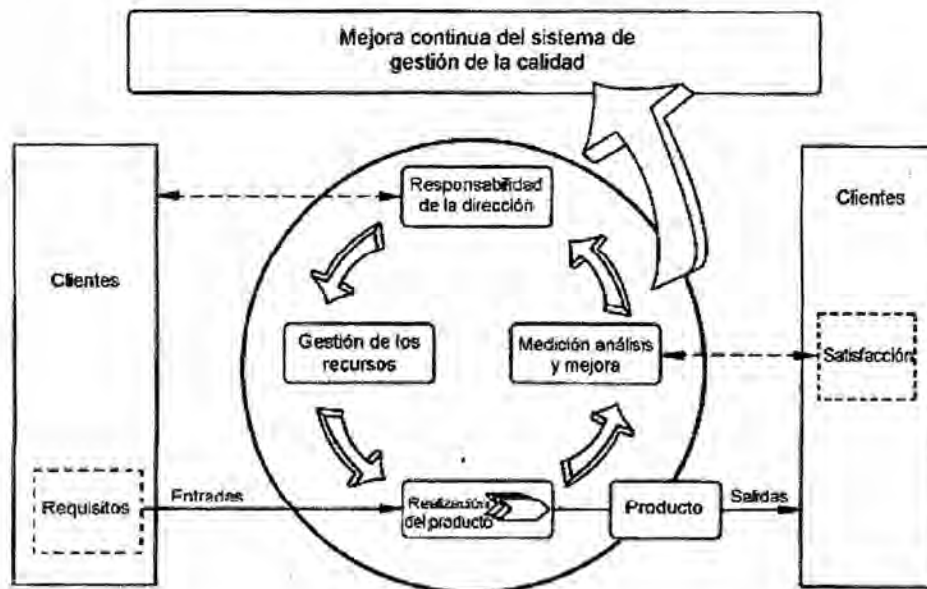 Mejora continua del sistema de
gestión de la calidad
Responsabilidad
de la dirección
Clientes
Clientes
Gestión de los
recursos
Medición análisis
y mejora
Satisfacción
Requisitos
Entradas
Realización
del producto
Producto
Salidas